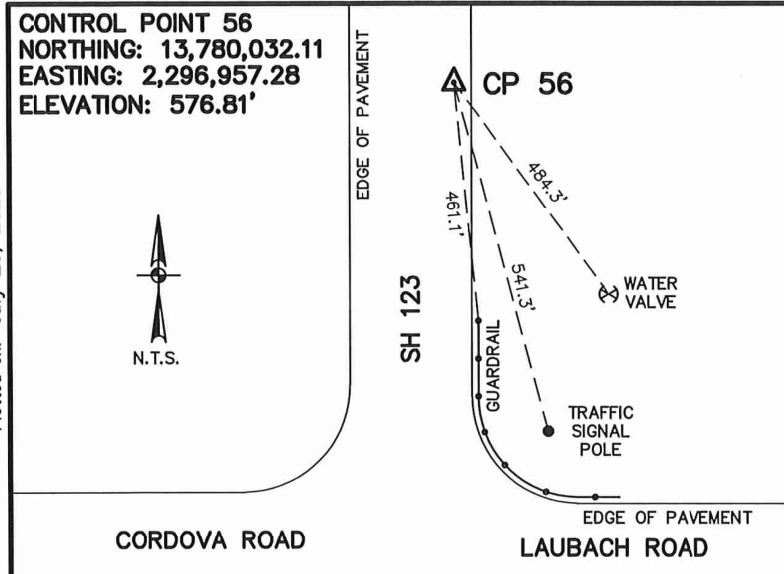 CONTROL POINT 56
NORTHING: 13,780,032.11
EASTING: 2,296,957.28
ELEVATION: 576.81'
EDGE OF PAVEMENT
CP 56
484.3'
461.1'
541.3'
WATER
VALVE
N.T.S.
SH 123
GUARDRAIL
TRAFFIC
SIGNAL
POLE
EDGE OF PAVEMENT
CORDOVA ROAD
LAUBACH ROAD